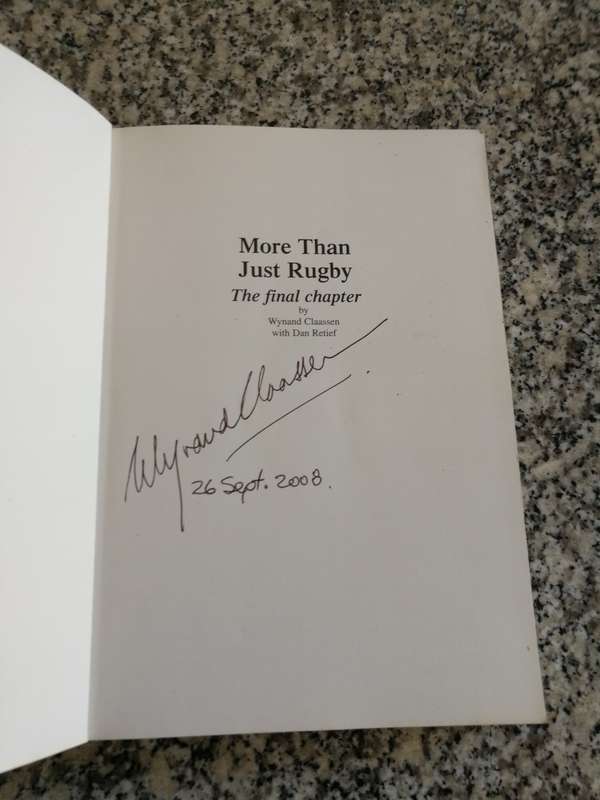 More Than
Just Rugby
The final chapter
by
Wynand Claassen
with Dan Retief
Wynand Claassen
26 Sept. 2008.